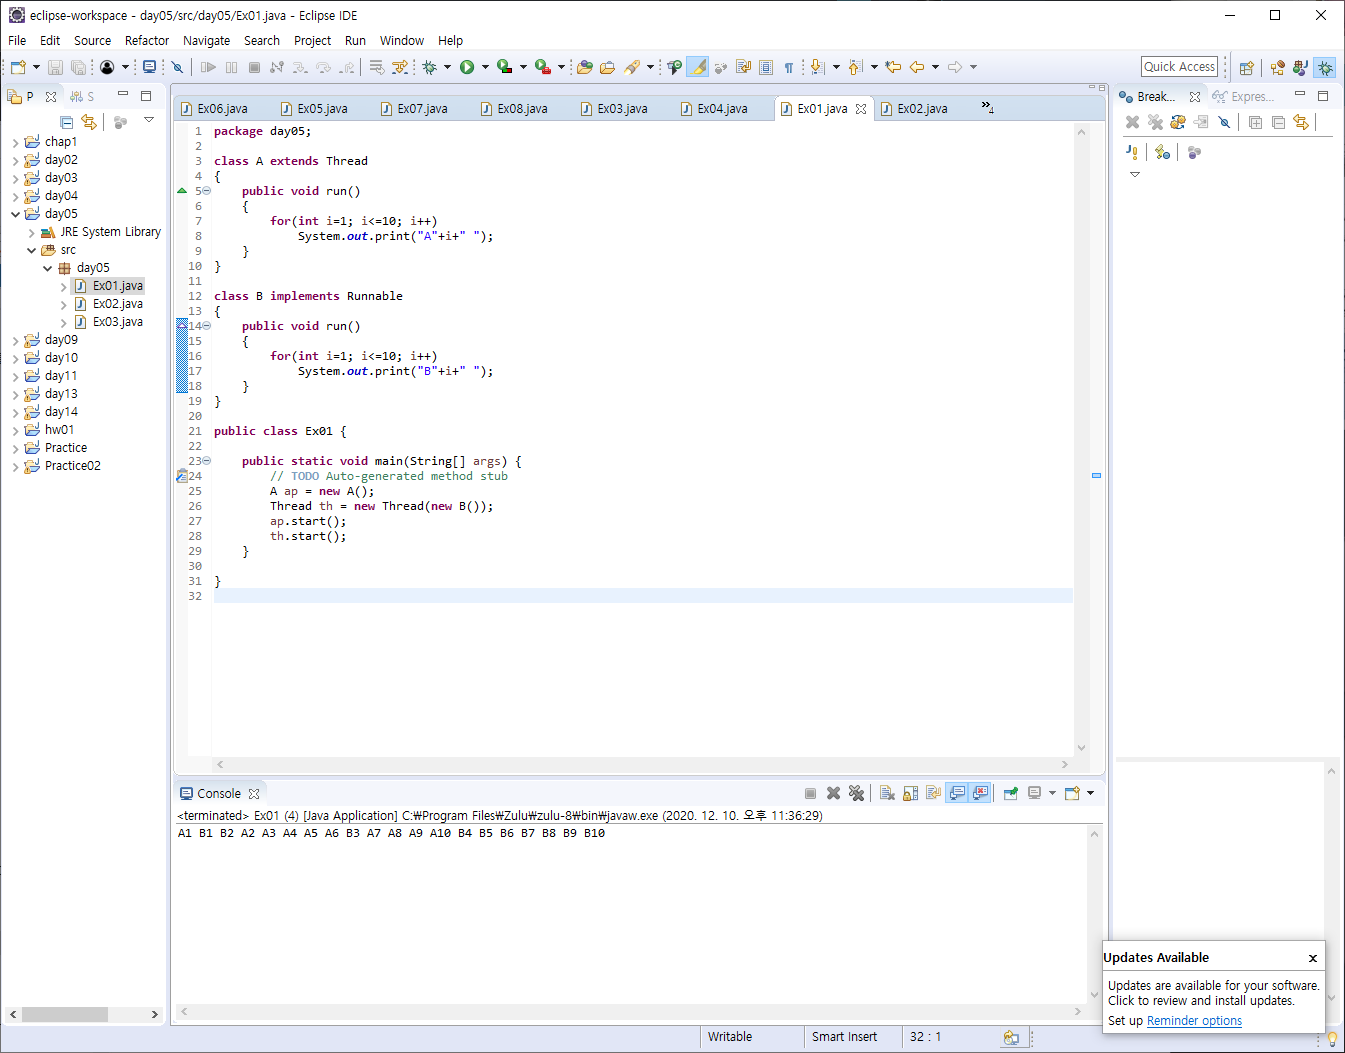 eclipse-workspace - day05/src/day05/Ex01.java - Eclipse IDE
File Edit Source Refactor Navigate Search Project Run Window Help
Quick Access
P S
Ex06.java Ex05.java Ex07.java Ex08.java Ex03.java Ex04.java Ex01.java Ex02.java »4
Break... Expres...
chap1
day02
day03
day04
day05
JRE System Library
src
day05
Ex01.java
Ex02.java
Ex03.java
day09
day10
day11
day13
day14
hw01
Practice
Practice02
1 package day05;
2
3 class A extends Thread
4 {
5 public void run()
6 {
7 for(int i=1; i<=10; i++)
8 System.out.print("A"+i+" ");
9 }
10 }
11
12 class B implements Runnable
13 {
14 public void run()
15 {
16 for(int i=1; i<=10; i++)
17 System.out.print("B"+i+" ");
18 }
19 }
20
21 public class Ex01 {
22
23 public static void main(String[] args) {
24 // TODO Auto-generated method stub
25 A ap = new A();
26 Thread th = new Thread(new B());
27 ap.start();
28 th.start();
29 }
30
31 }
32
Console
<terminated> Ex01 (4) [Java Application] C:₩Program Files₩Zulu₩zulu-8₩bin₩javaw.exe (2020. 12. 10. 오후 11:36:29)
A1 B1 B2 A2 A3 A4 A5 A6 B3 A7 A8 A9 A10 B4 B5 B6 B7 B8 B9 B10
Updates Available x
Updates are available for your software.
Click to review and install updates.
Set up Reminder options
Writable Smart Insert 32 : 1